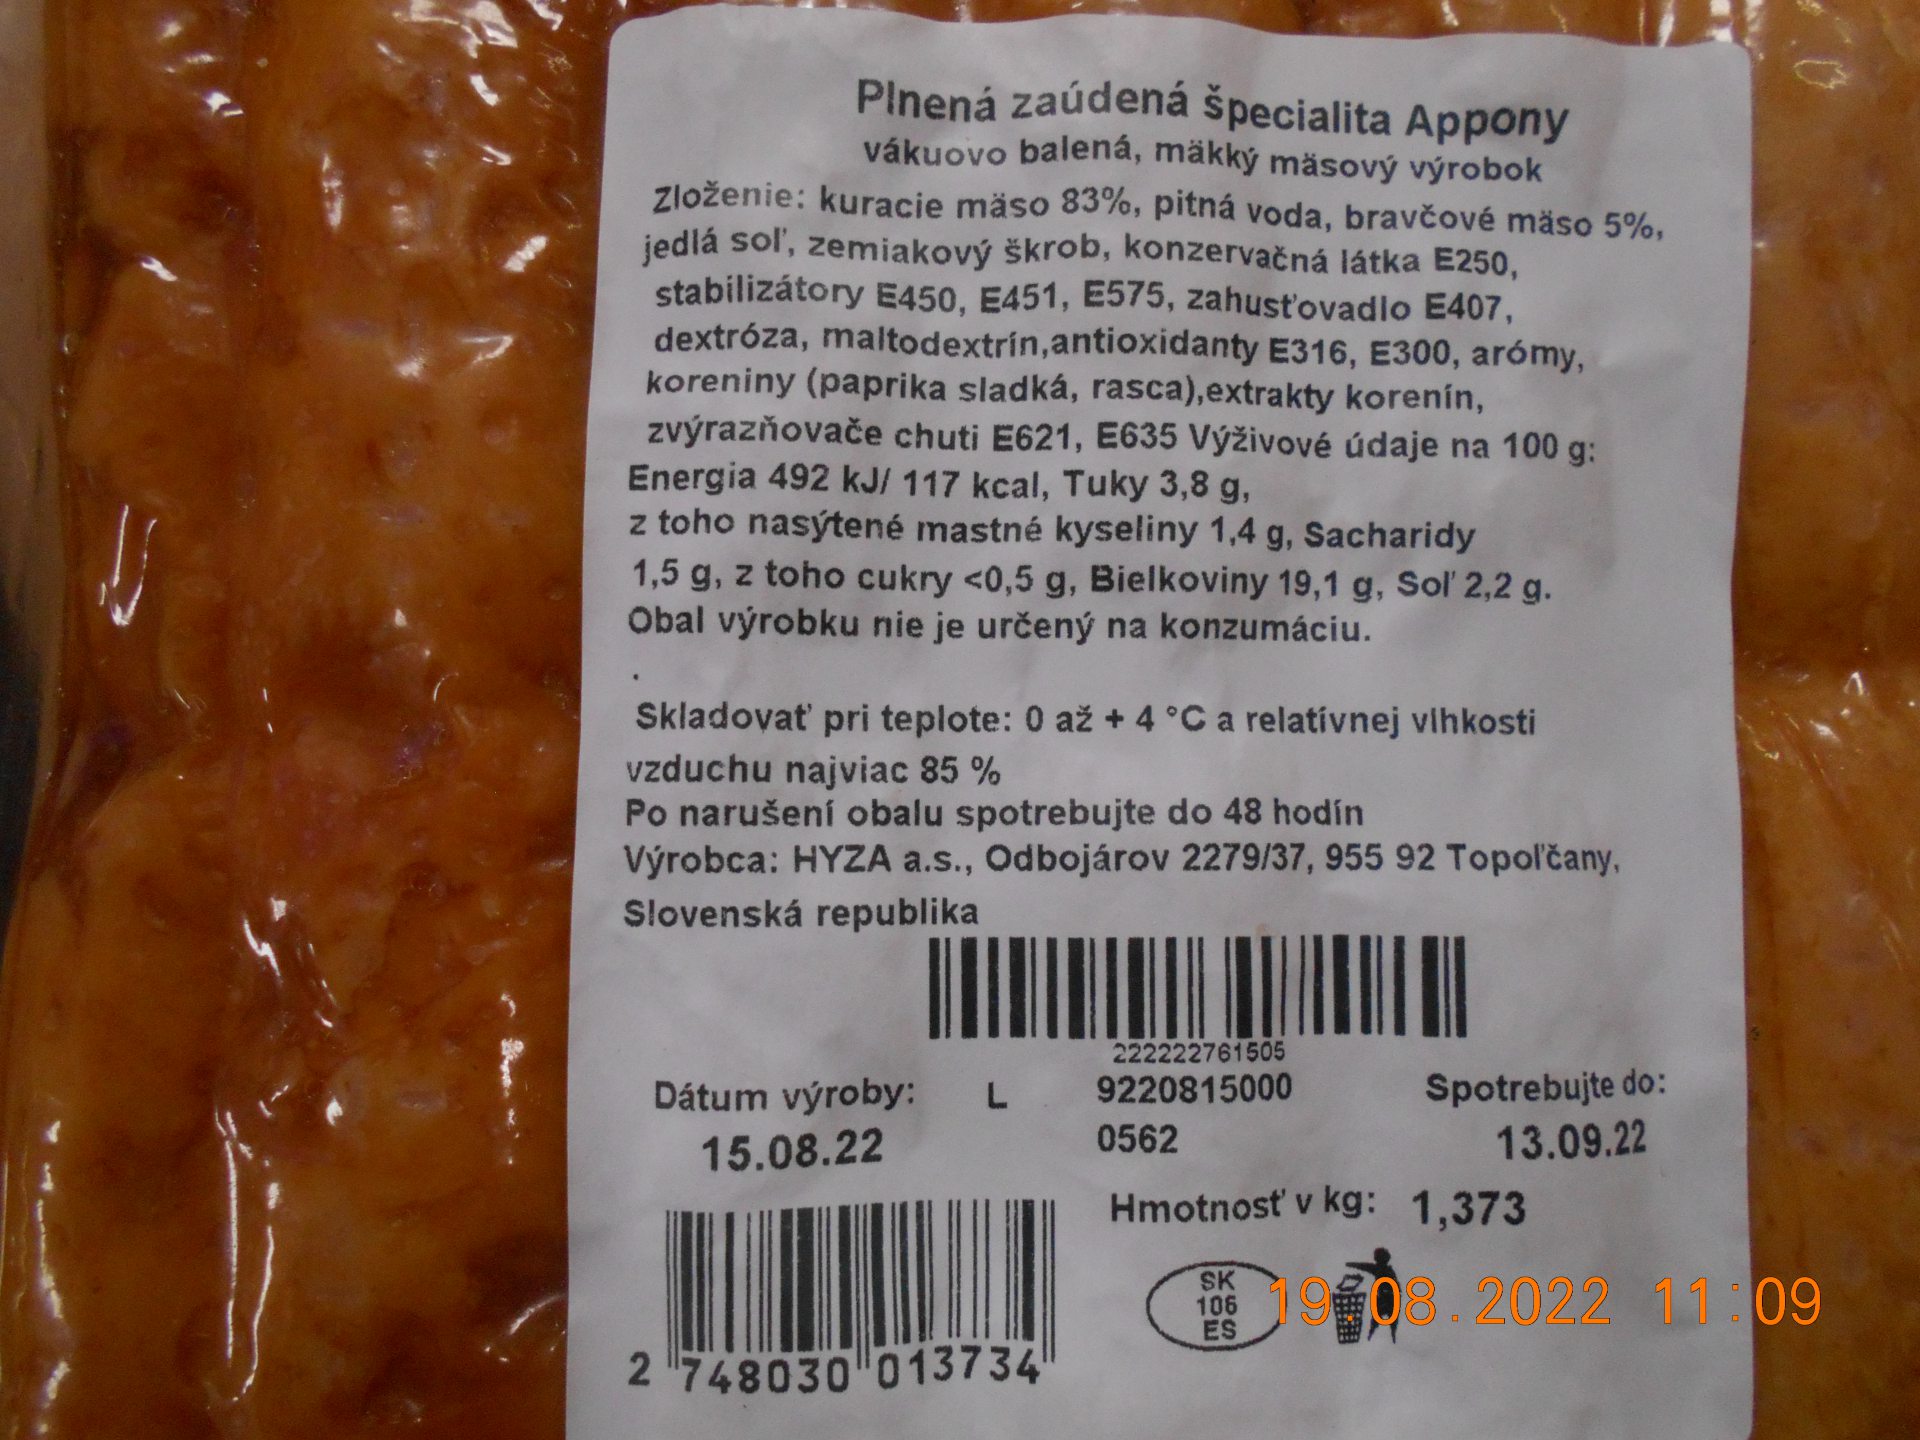 Plnená zaúdená špecialita Appony
vákuovo balená, mäkký mäsový výrobok
Zloženie: kuracie mäso 83%, pitná voda, bravčové mäso 5%,
jedlá soľ, zemiakový škrob, konzervačná látka E250,
stabilizátory E450, E451, E575, zahusťovadlo E407,
dextróza, maltodextrín,antioxidanty E316, E300, arómy,
koreniny (paprika sladká, rasca),extrakty korenín,
zvýrazňovače chuti E621, E635 Výživové údaje na 100 g:
Energia 492 kJ/ 117 kcal, Tuky 3,8 g,
z toho nasýtené mastné kyseliny 1,4 g, Sacharidy
1,5 g, z toho cukry <0,5 g, Bielkoviny 19,1 g, Soľ 2,2 g.
Obal výrobku nie je určený na konzumáciu.
.
Skladovať pri teplote: 0 až + 4 °C a relatívnej vlhkosti
vzduchu najviac 85 %
Po narušení obalu spotrebujte do 48 hodín
Výrobca: HYZA a.s., Odbojárov 2279/37, 955 92 Topoľčany,
Slovenská republika
222222761505
Dátum výroby: L 9220815000 Spotrebujte do:
15.08.22 0562 13.09.22
Hmotnosť v kg: 1,373
SK
106
ES
19.08.2022 11:09
2 748030 013734